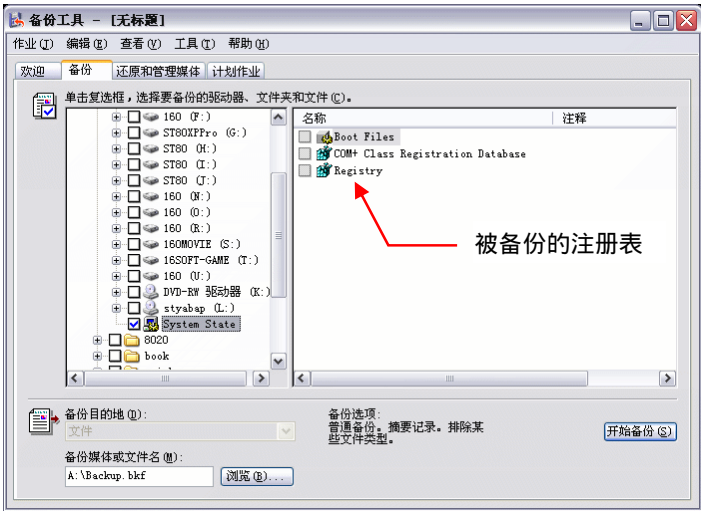 备份工具 - [无标题]
作业(J) 编辑(E) 查看(V) 工具(T) 帮助(H)
欢迎 备份 还原和管理媒体 计划作业
单击复选框，选择要备份的驱动器、文件夹和文件(C)。
160 (F:)
ST80XPPro (G:)
ST80 (H:)
ST80 (I:)
ST80 (J:)
160 (N:)
160 (O:)
160 (R:)
160MOVIE (S:)
16SOFT-GAME (T:)
160 (U:)
DVD-RW 驱动器 (K:)
styabap (L:)
System State
8020
book
名称 注释
Boot Files
COM+ Class Registration Database
Registry
被备份的注册表
备份目的地(D):
文件
备份媒体或文件名(M):
A:\Backup.bkf
浏览(B)...
备份选项:
普通备份。摘要记录。排除某
些文件类型。
开始备份(S)